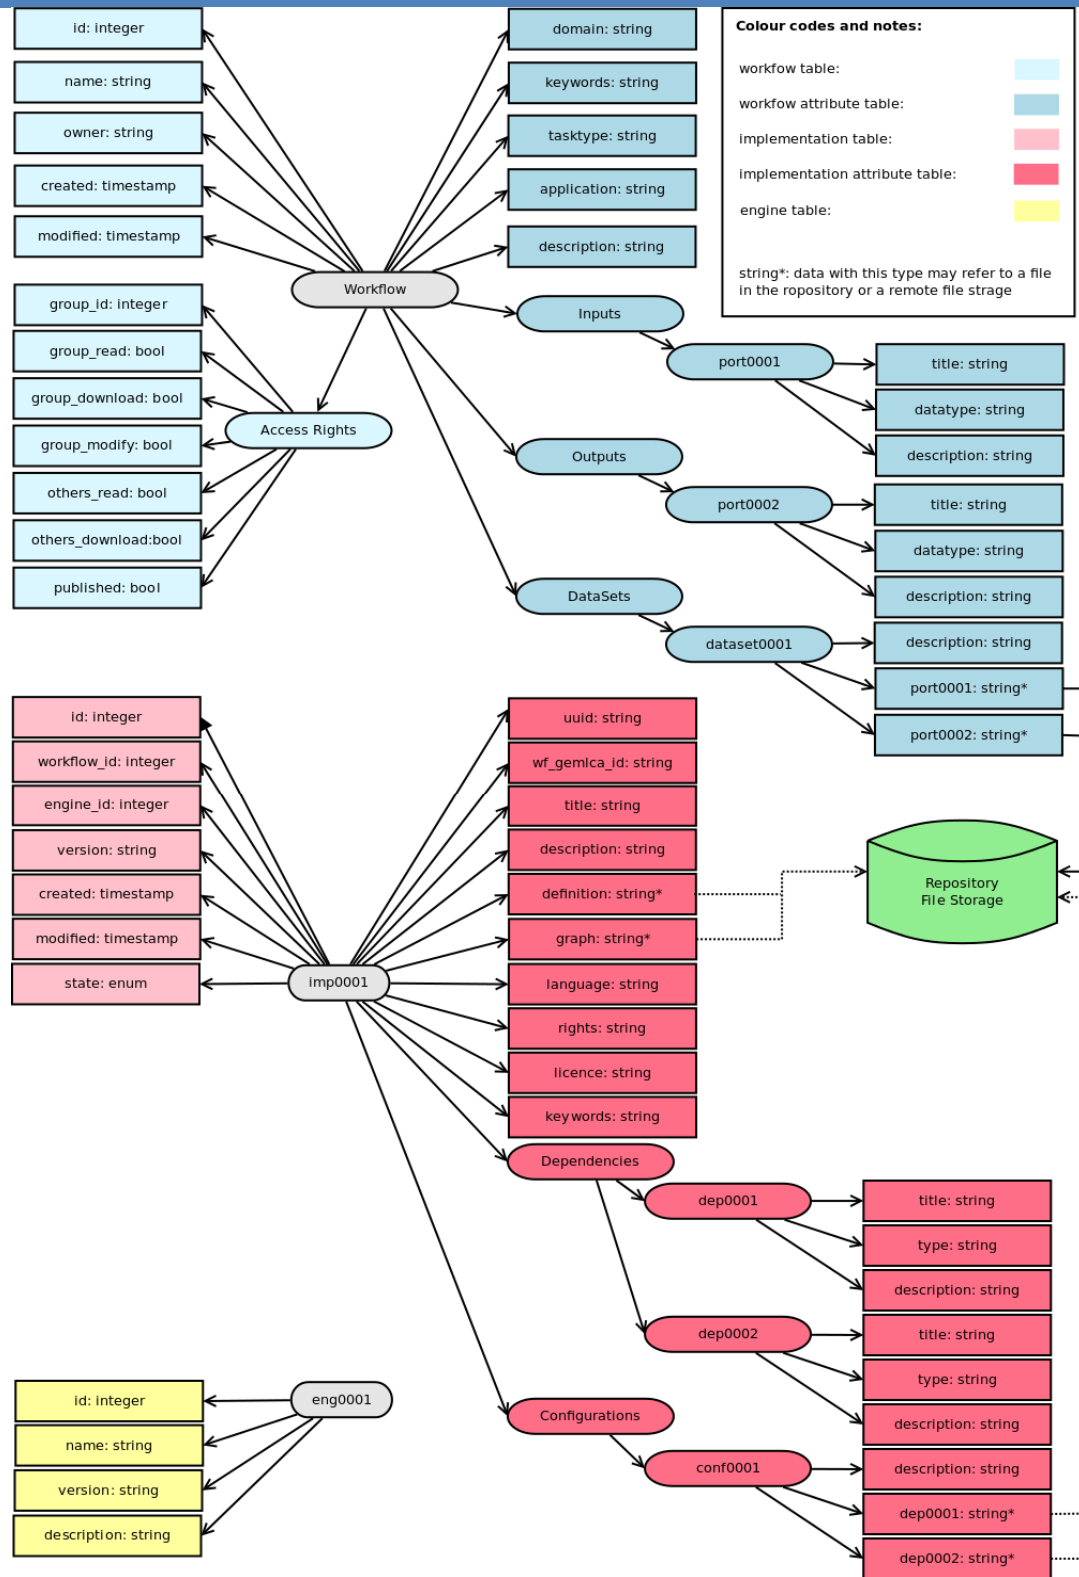 id: integer
name: string
owner: string
created: timestamp
modified: timestamp
group_id: integer
group_read: bool
group_download: bool
group_modify: bool
others_read: bool
others_download:bool
published: bool
Workflow
Access Rights
domain: string
keywords: string
tasktype: string
application: string
description: string
Inputs
port0001
title: string
datatype: string
description: string
Outputs
port0002
title: string
datatype: string
description: string
DataSets
dataset0001
description: string
port0001: string*
port0002: string*
Colour codes and notes:
workfow table:
workfow attribute table:
implementation table:
implementation attribute table:
engine table:
string*: data with this type may refer to a file
in the ropository or a remote file strage
id: integer
workflow_id: integer
engine_id: integer
version: string
created: timestamp
modified: timestamp
state: enum
imp0001
uuid: string
wf_gemlca_id: string
title: string
description: string
definition: string*
graph: string*
language: string
rights: string
licence: string
keywords: string
Repository
File Storage
Dependencies
dep0001
title: string
type: string
description: string
dep0002
title: string
type: string
description: string
Configurations
conf0001
description: string
dep0001: string*
dep0002: string*
eng0001
id: integer
name: string
version: string
description: string